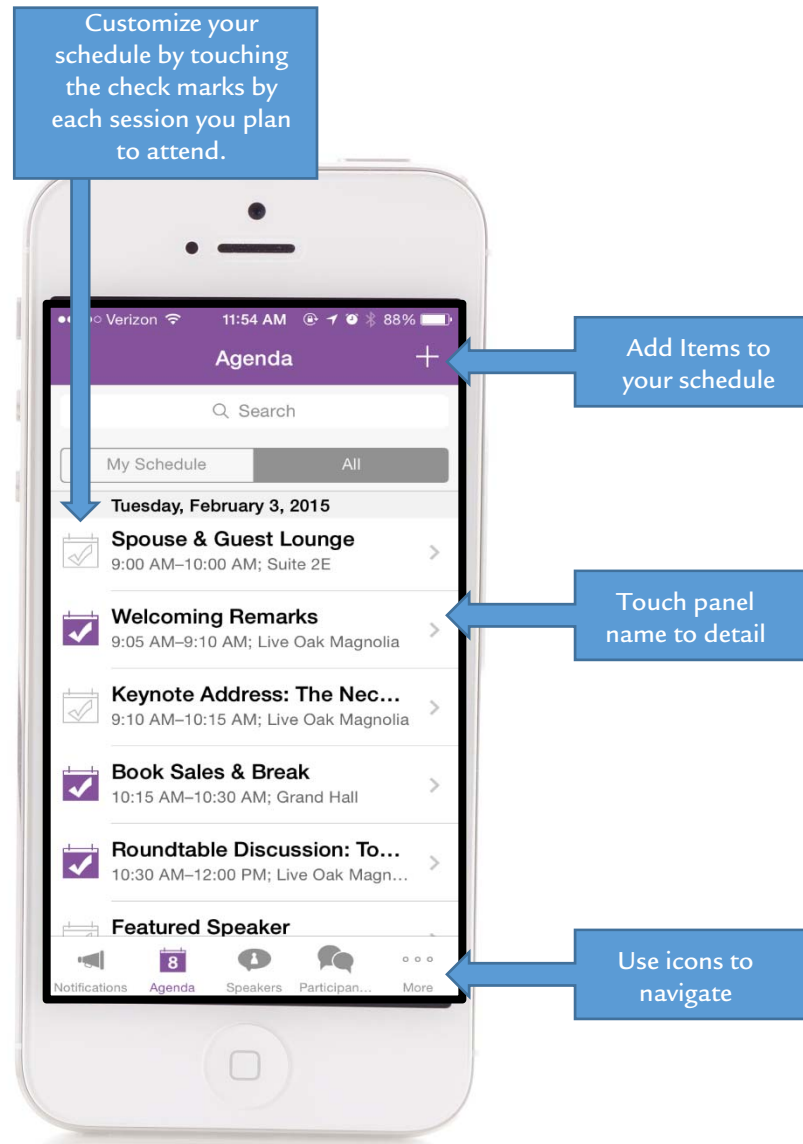 Customize your
schedule by touching
the check marks by
each session you plan
to attend.
Verizon 11:54 AM 88%
Agenda +
Search
My Schedule All
Tuesday, February 3, 2015
Spouse & Guest Lounge
9:00 AM–10:00 AM; Suite 2E
Welcoming Remarks
9:05 AM–9:10 AM; Live Oak Magnolia
Keynote Address: The Nec...
9:10 AM–10:15 AM; Live Oak Magnolia
Book Sales & Break
10:15 AM–10:30 AM; Grand Hall
Roundtable Discussion: To...
10:30 AM–12:00 PM; Live Oak Magn...
Featured Speaker
8
Notifications Agenda Speakers Participan... More
Add Items to
your schedule
Touch panel
name to detail
Use icons to
navigate